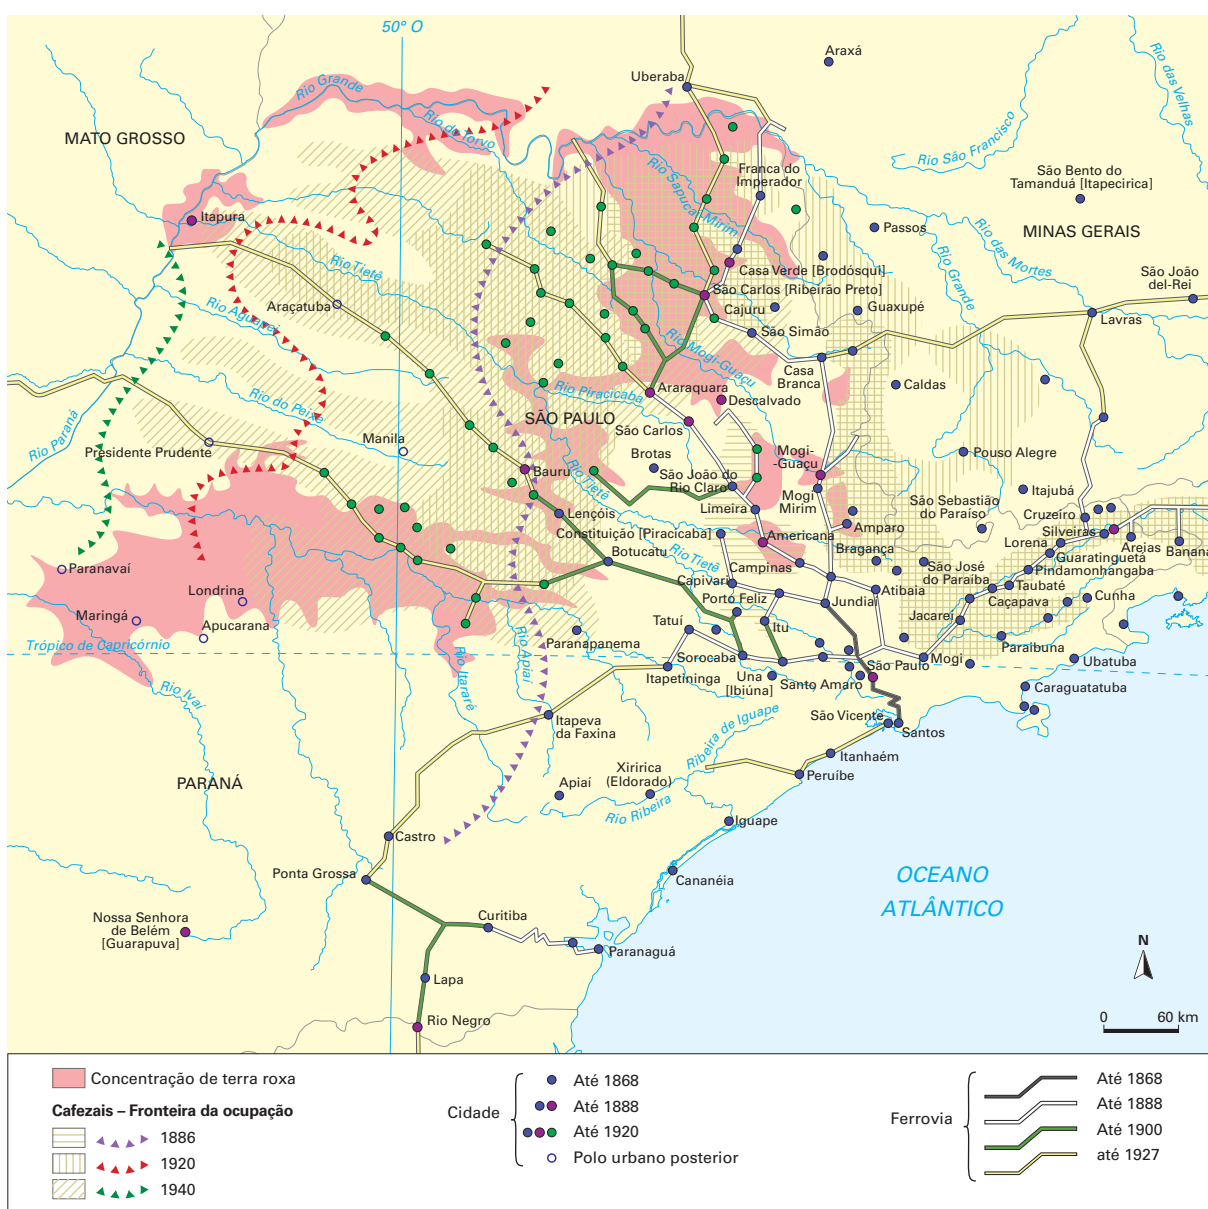 50º O
Araxá
Uberaba
Rio Grande
Rio das Velhas
Rio do Torvo
MATO GROSSO
Rio São Francisco
Franca do
Imperador
São Bento do
Tamanduá [Itapecirica]
Rio Sapucaí-Mirim
Itapura
Passos
Rio das Mortes
MINAS GERAIS
Rio Grande
Rio Tietê
Casa Verde [Brodósqui]
São João
del-Rei
São Carlos [Ribeirão Preto]
Araçatuba
Rio Aguapeí
Cajuru
Guaxupé
Lavras
São Simão
Rio Mogi-Guaçu
Casa
Branca
Rio Piracicaba
Araraquara
Caldas
Descalvado
Rio do Peixe
SÃO PAULO
São Carlos
Rio Paraná
Manila
Presidente Prudente
Brotas
Mogi-
-Guaçu
Pouso Alegre
Bauru
Rio Tietê
São João do
Rio Claro
Mogi
Mirim
Itajubá
São Sebastião
do Paraíso
Lençóis
Limeira
Cruzeiro
Constituição [Piracicaba]
Americana
Amparo
Silveiras
Lorena
Areias
Banana
Botucatu
Rio Tietê
Bragança
Guaratinguetá
Paranavaí
Campinas
São José
do Paraíba
Pindamonhangaba
Capivari
Taubaté
Londrina
Porto Feliz
Jundiaí
Atibaia
Caçapava
Cunha
Maringá
Apucarana
Tatuí
Itu
Jacareí
Trópico de Capricórnio
Paranapanema
Paraibuna
Rio Apiaí
Rio Itararé
Sorocaba
São Paulo
Mogi
Ubatuba
Itapetininga
Una
[Ibiúna]
Santo Amaro
Rio Ivaí
Caraguatatuba
Itapeva
da Faxina
Ribeira de Iguape
São Vicente
Santos
Itanhaém
PARANÁ
Apiaí
Xiririca
(Eldorado)
Peruíbe
Rio Ribeira
Iguape
Castro
Ponta Grossa
Cananéia
OCEANO
ATLÂNTICO
Nossa Senhora
de Belém
[Guarapuva]
Curitiba
Paranaguá
N
Lapa
Rio Negro
0 60 km
Concentração de terra roxa
Cafezais – Fronteira da ocupação
1886
1920
1940
Cidade
Até 1868
Até 1888
Até 1920
Polo urbano posterior
Ferrovia
Até 1868
Até 1888
Até 1900
até 1927